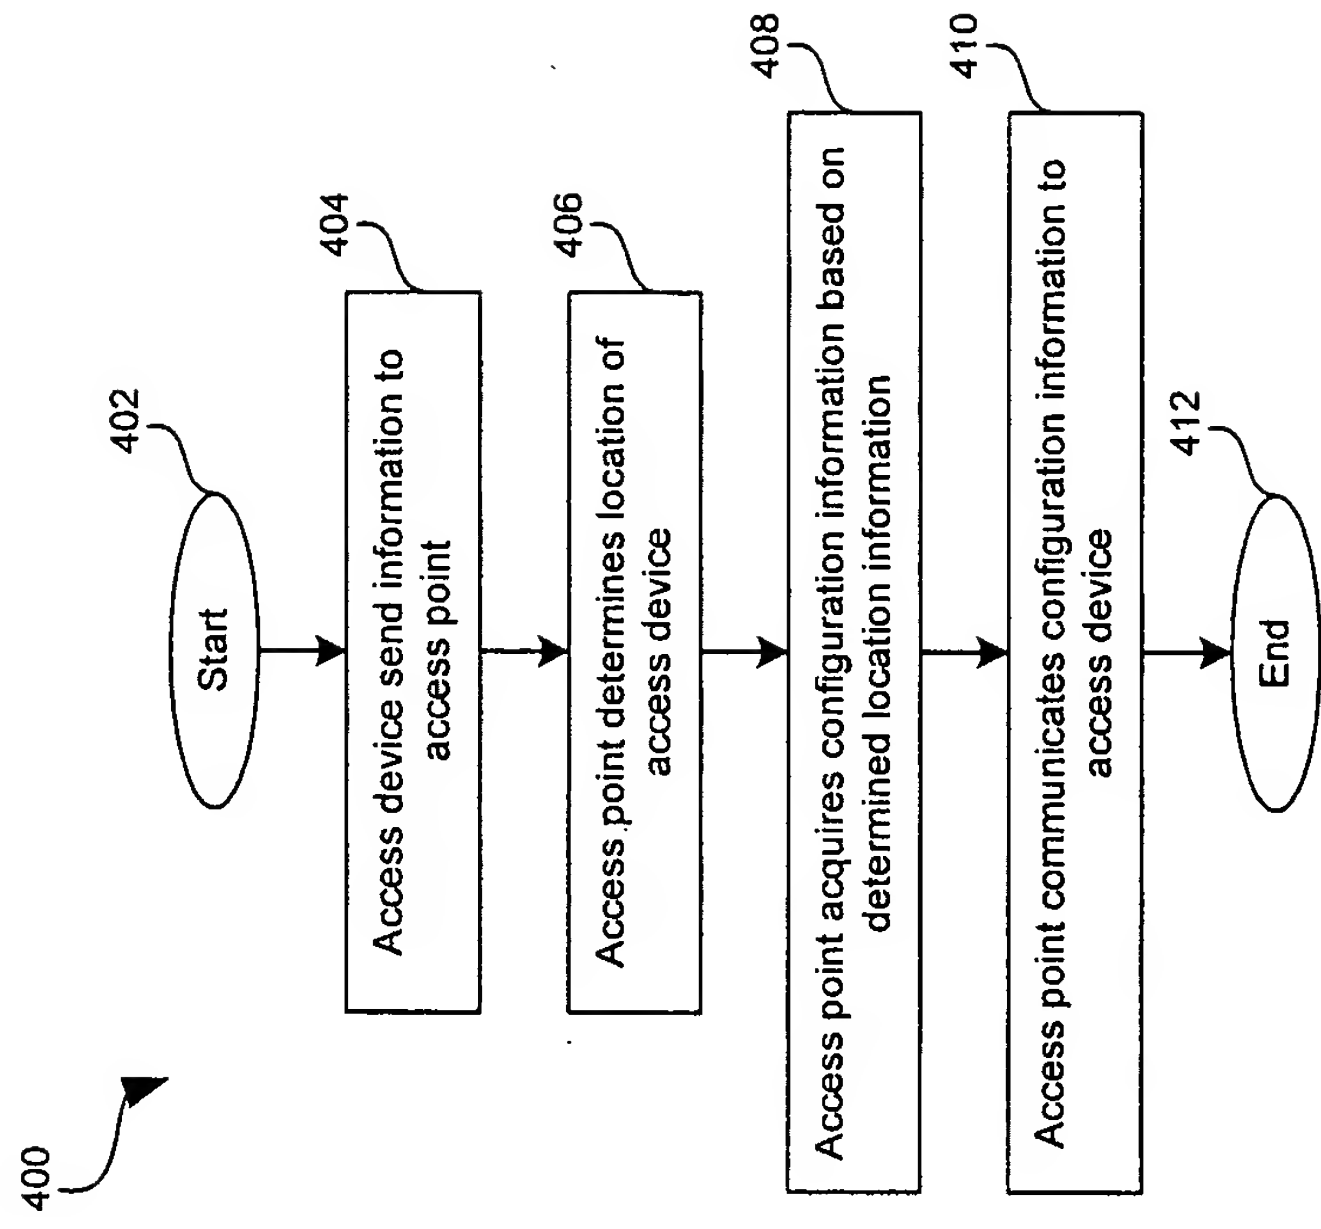 400
402
Start
404
Access device send information to
access point
406
Access point determines location of
access device
408
Access point acquires configuration information based on
determined location information
410
Access point communicates configuration information to
access device
412
End